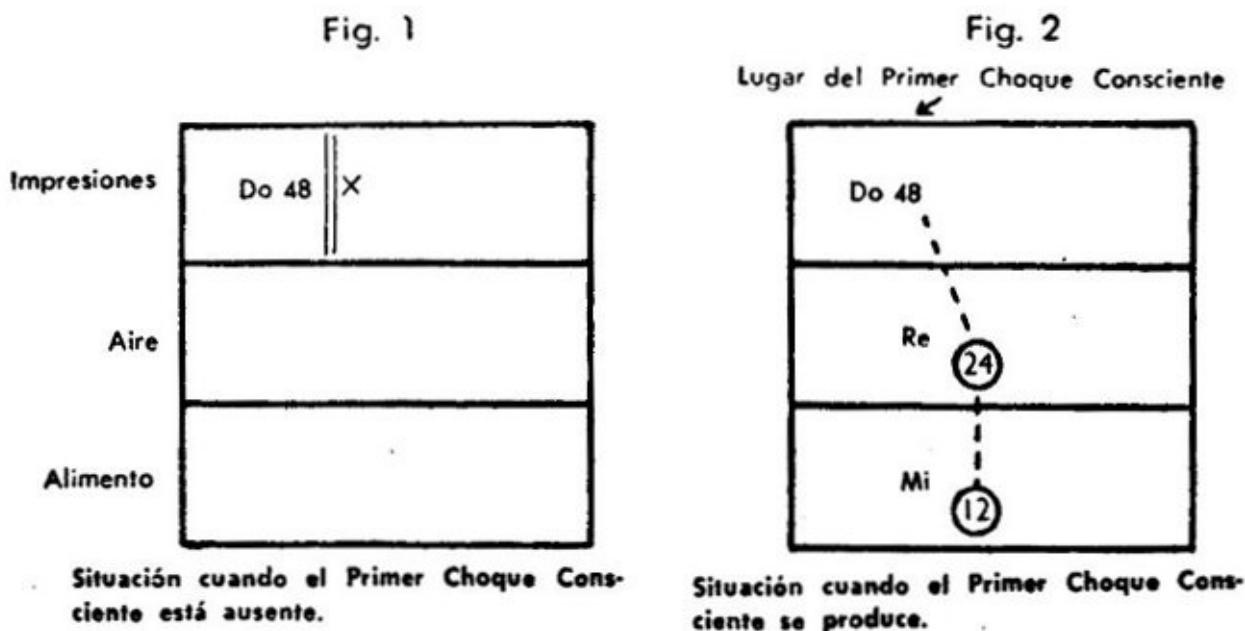 Fig. 1
Impresiones
Do 48
X
Aire
Alimento
Situación cuando el Primer Choque Cons-
ciente está ausente.
Fig. 2
Lugar del Primer Choque Consciente
Do 48
Re
24
Mi
12
Situación cuando el Primer Choque Cons-
ciente se produce.